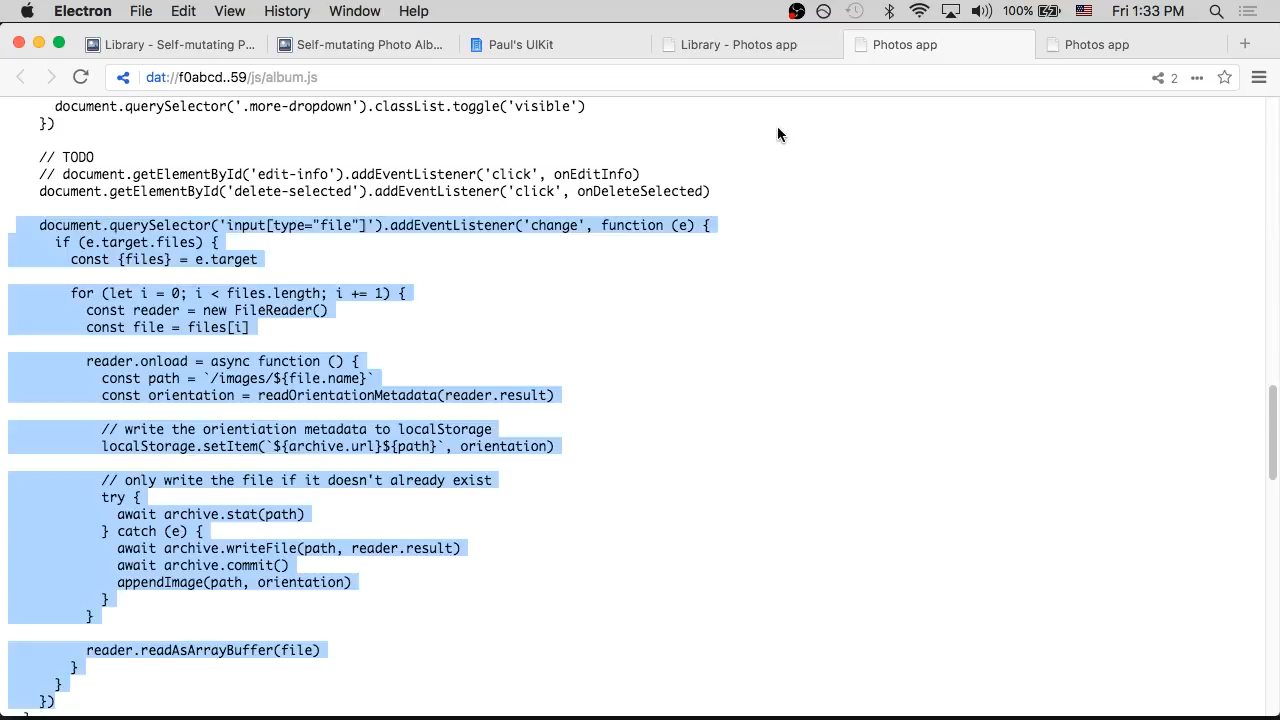 Electron File Edit View History Window Help 100% Fri 1:33 PM
Library - Self-mutating P... Self-mutating Photo Alb... Paul's UIKit Library - Photos app Photos app Photos app
dat://f0abcd..59/js/album.js 2
document.querySelector('.more-dropdown').classList.toggle('visible')
})
// TODO
// document.getElementById('edit-info').addEventListener('click', onEditInfo)
document.getElementById('delete-selected').addEventListener('click', onDeleteSelected)
document.querySelector('input[type="file"]').addEventListener('change', function (e) {
if (e.target.files) {
const {files} = e.target
for (let i = 0; i < files.length; i += 1) {
const reader = new FileReader()
const file = files[i]
reader.onload = async function () {
const path = `/images/${file.name}`
const orientation = readOrientationMetadata(reader.result)
// write the orientiation metadata to localStorage
localStorage.setItem(`${archive.url}${path}`, orientation)
// only write the file if it doesn't already exist
try {
await archive.stat(path)
} catch (e) {
await archive.writeFile(path, reader.result)
await archive.commit()
appendImage(path, orientation)
}
}
reader.readAsArrayBuffer(file)
}
}
})